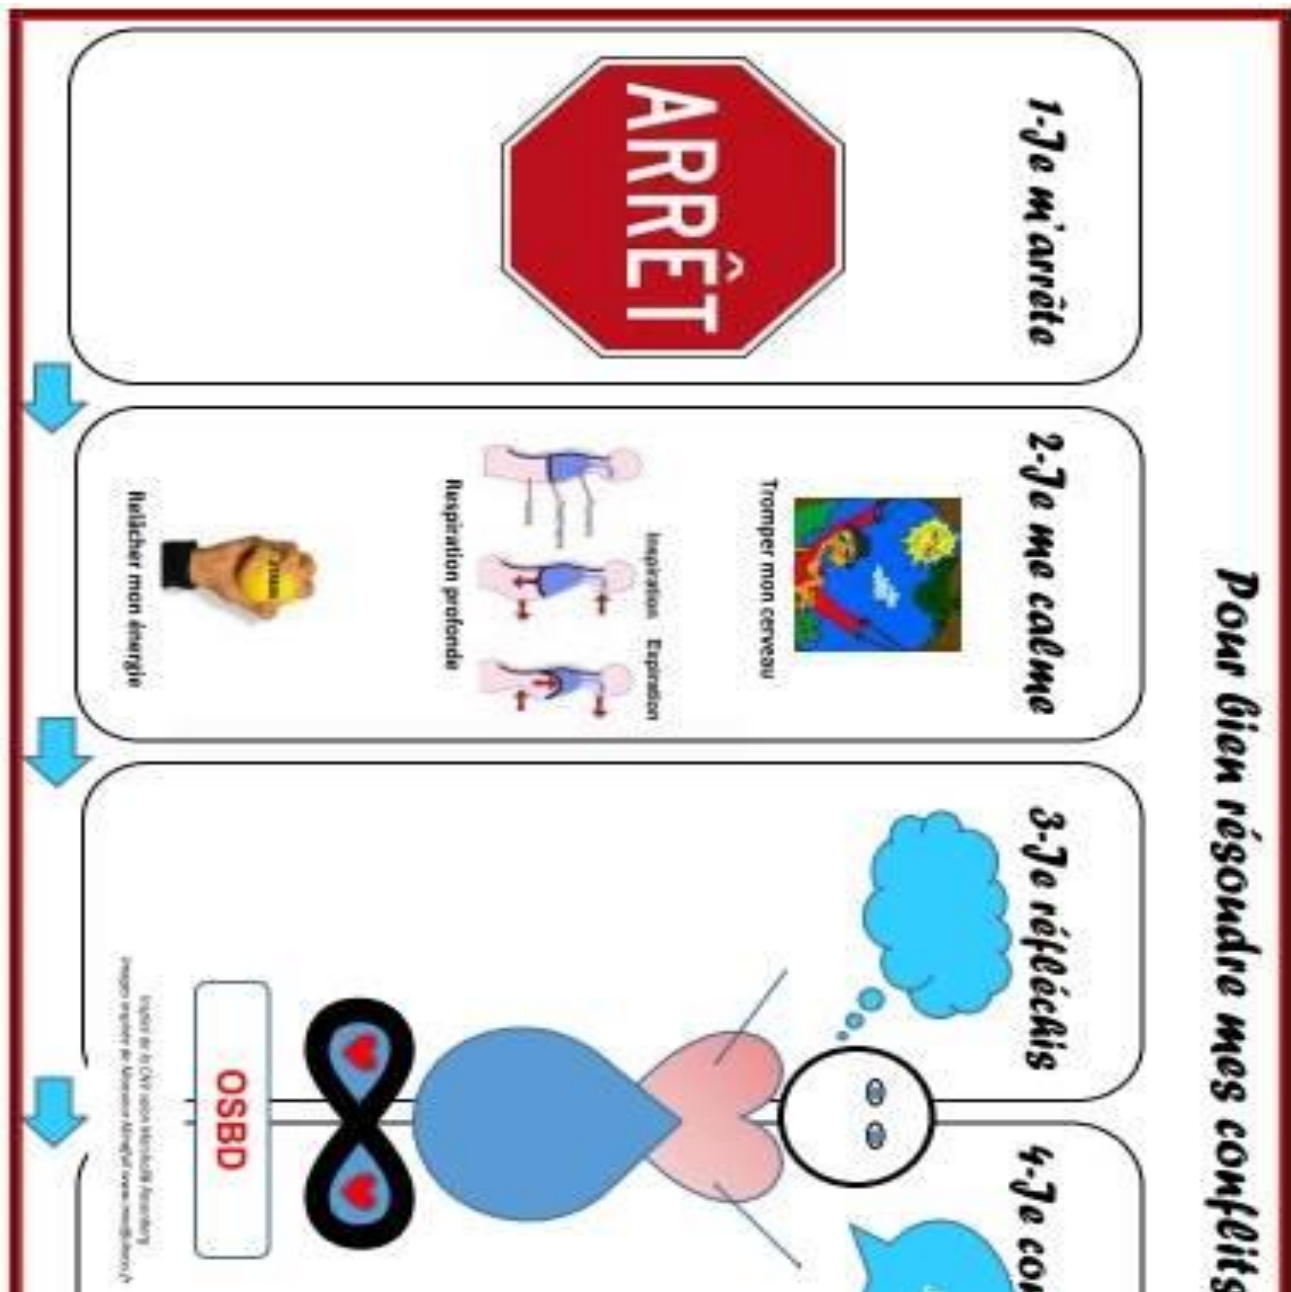 Pour bien résoudre mes conflits
1-Je m'arrête
ARRÊT
2-Je me calme
Tromper mon cerveau
Inspiration Expiration
Respiration profonde
Relâcher mon énergie
3-Je réfléchis
OSBD
4-Je con